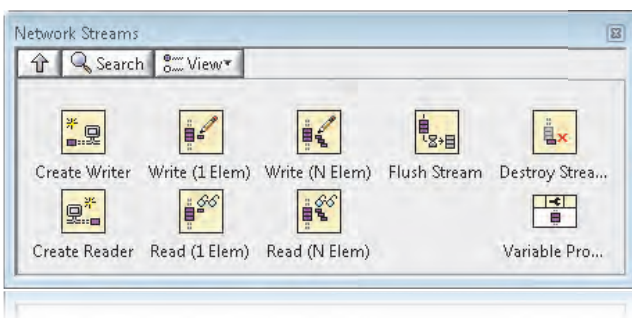 Network Streams
Search View
Create Writer Write (1 Elem) Write (N Elem) Flush Stream Destroy Strea...
Create Reader Read (1 Elem) Read (N Elem) Variable Pro...